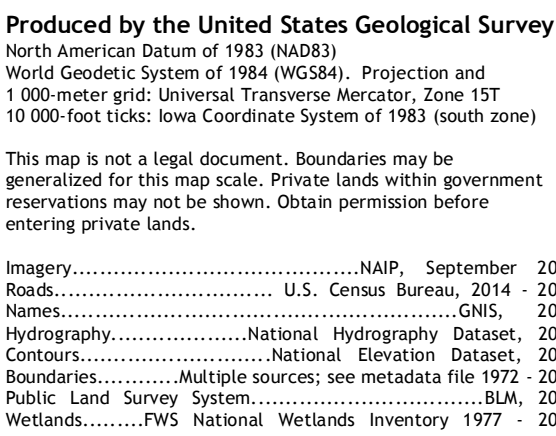 Produced by the United States Geological Survey
North American Datum of 1983 (NAD83)
World Geodetic System of 1984 (WGS84). Projection and
1 000-meter grid: Universal Transverse Mercator, Zone 15T
10 000-foot ticks: Iowa Coordinate System of 1983 (south zone)
This map is not a legal document. Boundaries may be
generalized for this map scale. Private lands within government
reservations may not be shown. Obtain permission before
entering private lands.
Imagery.....................................NAIP, September 20
Roads............................ U.S. Census Bureau, 2014 - 20
Names...............................................GNIS, 20
Hydrography.................National Hydrography Dataset, 20
Contours.........................National Elevation Dataset, 20
Boundaries...........Multiple sources; see metadata file 1972 - 20
Public Land Survey System..............................BLM, 20
Wetlands.........FWS National Wetlands Inventory 1977 - 20